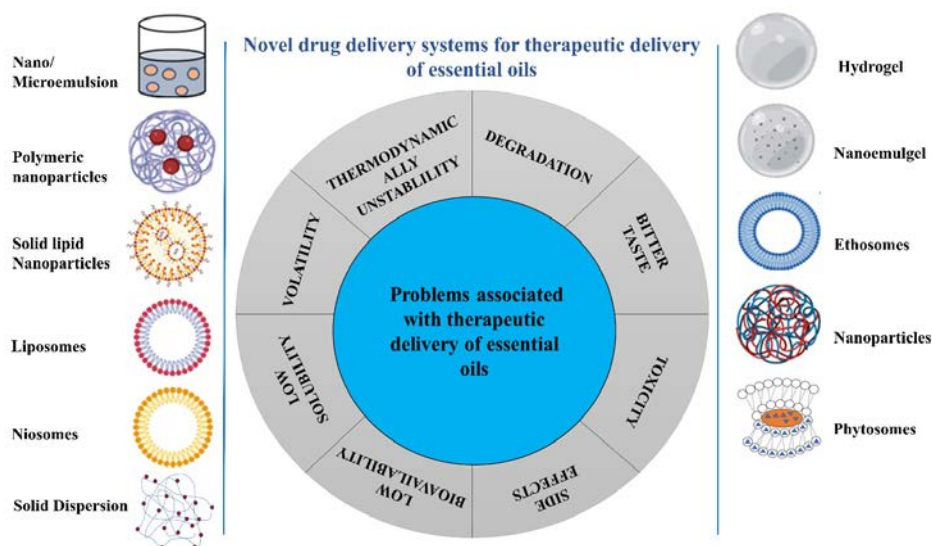 Novel drug delivery systems for therapeutic delivery
of essential oils
Nano/
Microemulsion
Polymeric
nanoparticles
Solid lipid
Nanoparticles
Liposomes
Niosomes
Solid Dispersion
THERMODYNAMIC
ALLY
UNSTABLILITY
DEGRADATION
BITTER
TASTE
TOXICITY
SIDE
EFFECTS
LOW
BIOAVAILABILITY
LOW
SOLUBILITY
VOLATILITY
Problems associated
with therapeutic
delivery of essential
oils
Hydrogel
Nanoemulgel
Ethosomes
Nanoparticles
Phytosomes